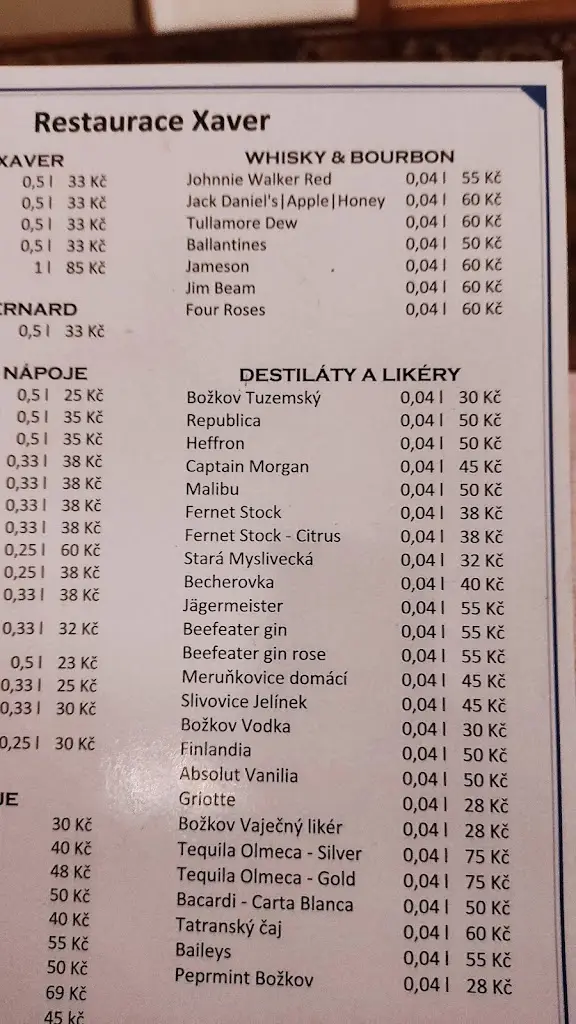 Restaurace Xaver
XAVER
0,5 l 33 Kč
0,5 l 33 Kč
0,5 l 33 Kč
0,5 l 33 Kč
1 l 85 Kč
ERNARD
0,5 l 33 Kč
NÁPOJE
0,5 l 25 Kč
0,5 l 35 Kč
0,5 l 35 Kč
0,33 l 38 Kč
0,33 l 38 Kč
0,33 l 38 Kč
0,33 l 38 Kč
0,25 l 60 Kč
0,25 l 38 Kč
0,33 l 38 Kč
0,33 l 32 Kč
0,5 l 23 Kč
0,33 l 25 Kč
0,33 l 30 Kč
0,25 l 30 Kč
JE
30 Kč
40 Kč
48 Kč
50 Kč
40 Kč
55 Kč
50 Kč
69 Kč
45 kč
WHISKY & BOURBON
Johnnie Walker Red 0,04 l 55 Kč
Jack Daniel's|Apple|Honey 0,04 l 60 Kč
Tullamore Dew 0,04 l 60 Kč
Ballantines 0,04 l 50 Kč
Jameson 0,04 l 60 Kč
Jim Beam 0,04 l 60 Kč
Four Roses 0,04 l 60 Kč
DESTILÁTY A LIKÉRY
Božkov Tuzemský 0,04 l 30 Kč
Republica 0,04 l 50 Kč
Heffron 0,04 l 50 Kč
Captain Morgan 0,04 l 45 Kč
Malibu 0,04 l 50 Kč
Fernet Stock 0,04 l 38 Kč
Fernet Stock - Citrus 0,04 l 38 Kč
Stará Myslivecká 0,04 l 32 Kč
Becherovka 0,04 l 40 Kč
Jägermeister 0,04 l 55 Kč
Beefeater gin 0,04 l 55 Kč
Beefeater gin rose 0,04 l 55 Kč
Meruňkovice domácí 0,04 l 45 Kč
Slivovice Jelínek 0,04 l 45 Kč
Božkov Vodka 0,04 l 30 Kč
Finlandia 0,04 l 50 Kč
Absolut Vanilia 0,04 l 50 Kč
Griotte 0,04 l 28 Kč
Božkov Vaječný likér 0,04 l 28 Kč
Tequila Olmeca - Silver 0,04 l 75 Kč
Tequila Olmeca - Gold 0,04 l 75 Kč
Bacardi - Carta Blanca 0,04 l 50 Kč
Tatranský čaj 0,04 l 60 Kč
Baileys 0,04 l 55 Kč
Peprmint Božkov 0,04 l 28 Kč